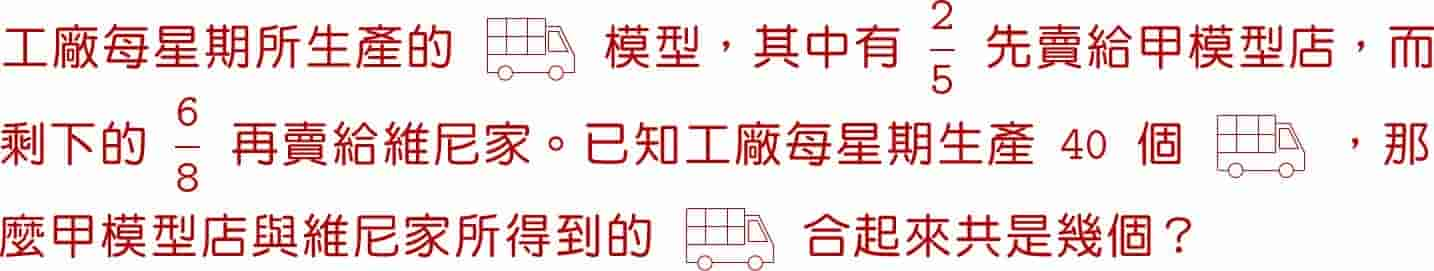 工廠每星期所生產的 模型，其中有 2/5 先賣給甲模型店，而
剩下的 6/8 再賣給維尼家。已知工廠每星期生產 40 個 ，那
麼甲模型店與維尼家所得到的 合起來共是幾個？